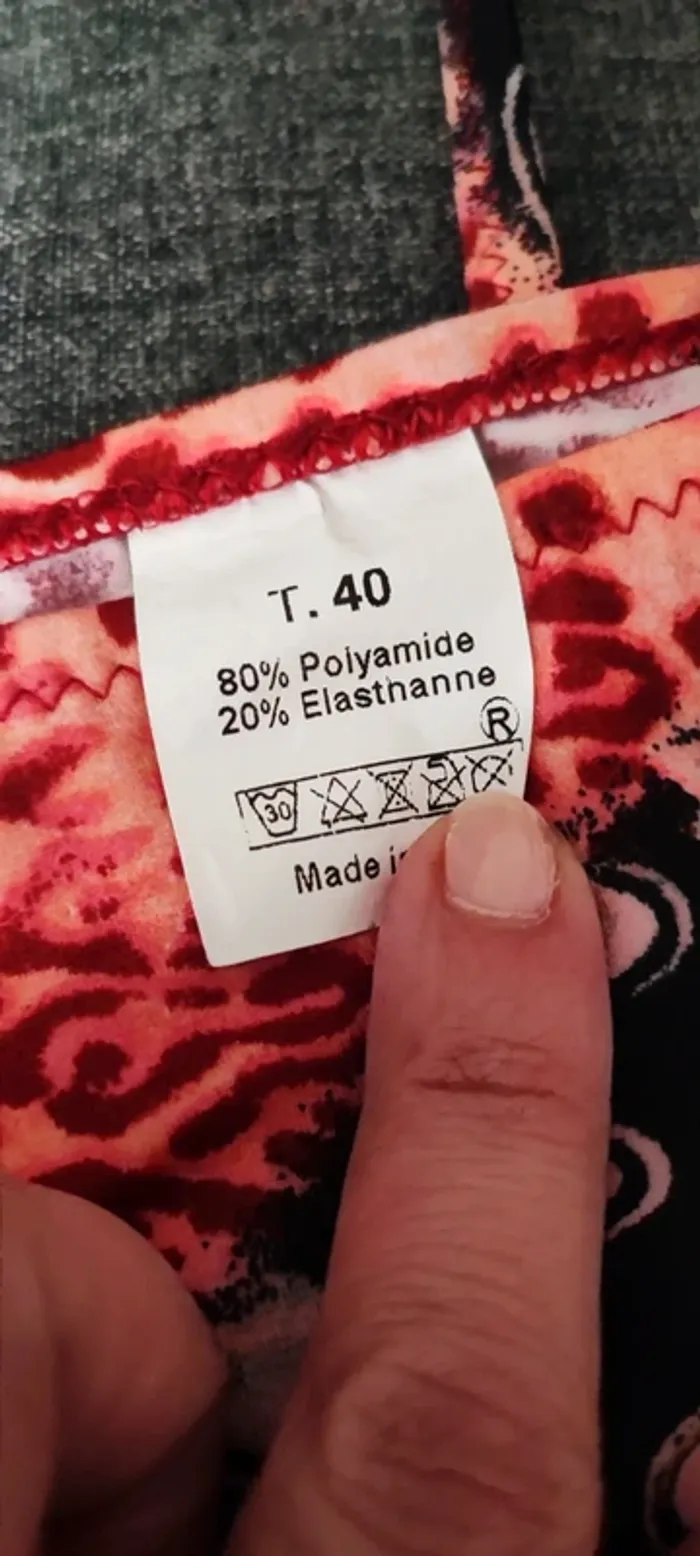 T. 40
80% Polyamide
20% Elasthanne
®
30
Made